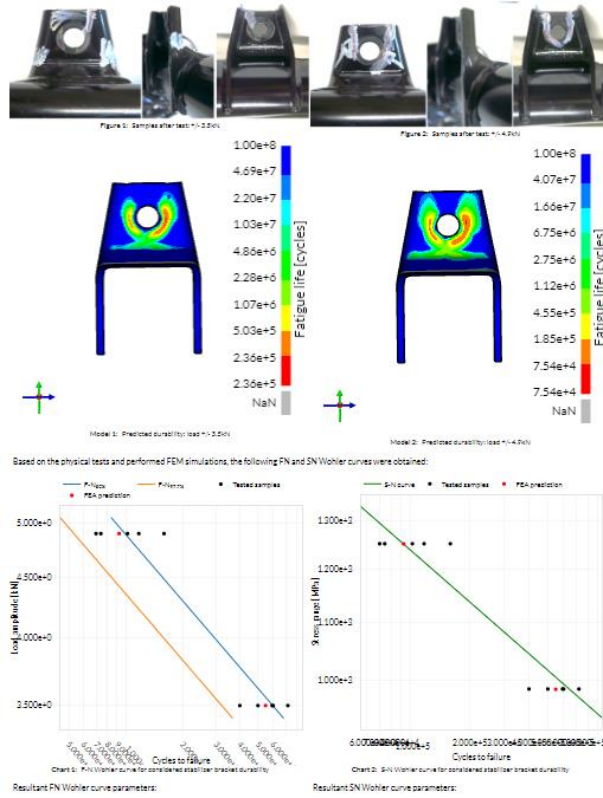 Figure 1: Samples after test: +/- 3.5kN
Figure 2: Samples after test: +/- 4.9kN
1.00e+8
4.69e+7
2.20e+7
1.03e+7
4.86e+6
2.28e+6
1.07e+6
5.03e+5
2.36e+5
2.36e+5
NaN
Fatigue life [cycles]
1.00e+8
4.07e+7
1.66e+7
6.75e+6
2.75e+6
1.12e+6
4.55e+5
1.85e+5
7.54e+4
7.54e+4
NaN
Fatigue life [cycles]
Model 1: Predicted durability: load +/-3.5kN
Model 2: Predicted durability: load +/-4.9kN
Based on the physical tests and performed FEM simulations, the following FN and SN Wohler curves were obtained:
Tested samples
FEA prediction
5.000e+0
4.500e+0
4.000e+0
3.500e+0
Load_amplitude [kN]
Cycles to failure
Chart 1: F-N Wohler curve for considered stabilizer bracket durability
S-N curve
Tested samples
FEA prediction
1.300e+3
1.200e+3
1.100e+3
1.000e+3
Stress_range [MPa]
Cycles to failure
Chart 2: S-N Wohler curve for considered stabilizer bracket durability
Resultant FN Wohler curve parameters:
Resultant SN Wohler curve parameters: